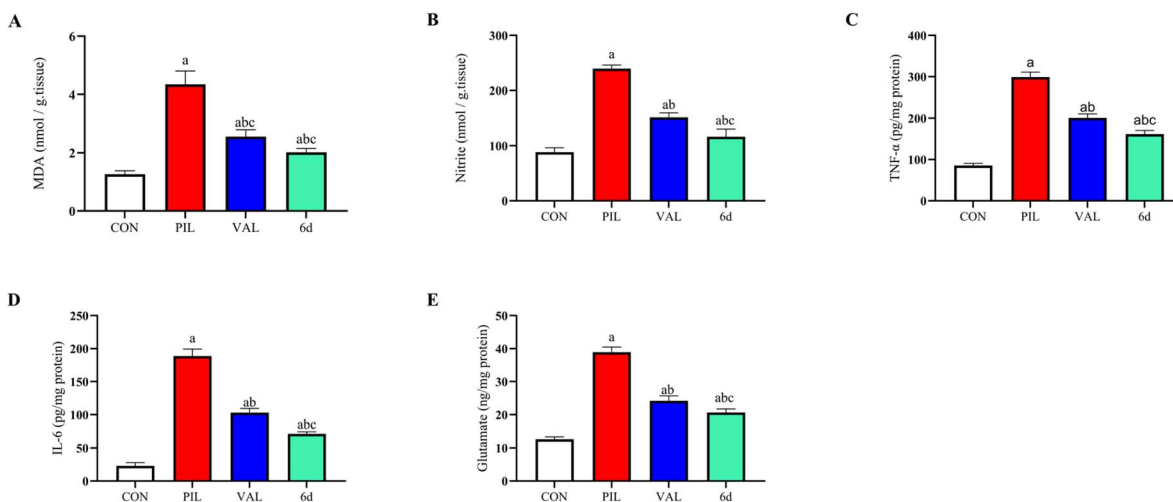 A
MDA (nmol / g.tissue)
6
4
2
0
a
abc
abc
CON PIL VAL 6d
B
Nitrite (nmol / g.tissue)
300
200
100
0
a
ab
abc
CON PIL VAL 6d
C
TNF-α (pg/mg protein)
400
300
200
100
0
a
ab
abc
CON PIL VAL 6d
D
IL-6 (pg/mg protein)
250
200
150
100
50
0
a
ab
abc
CON PIL VAL 6d
E
Glutamate (ng/mg protein)
50
40
30
20
10
0
a
ab
abc
CON PIL VAL 6d